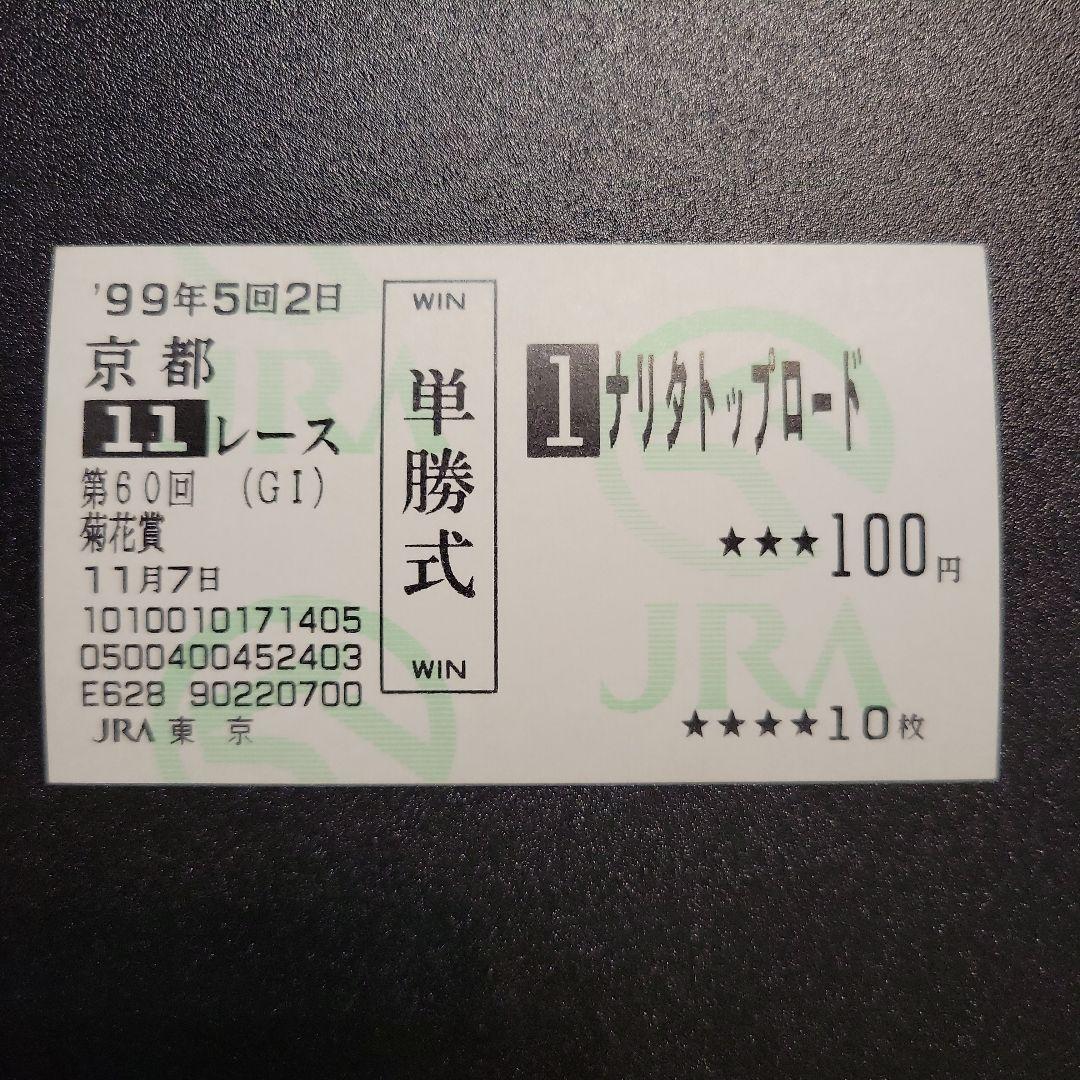 '99年5回2日
京都
11レース
第60回 (GI)
菊花賞
11月7日
1010010171405
0500400452403
E628 90220700
JRA 東京
WIN
単勝式
WIN
1ナリタトップロード
★★★100円
JRA
★★★★10枚
JRA